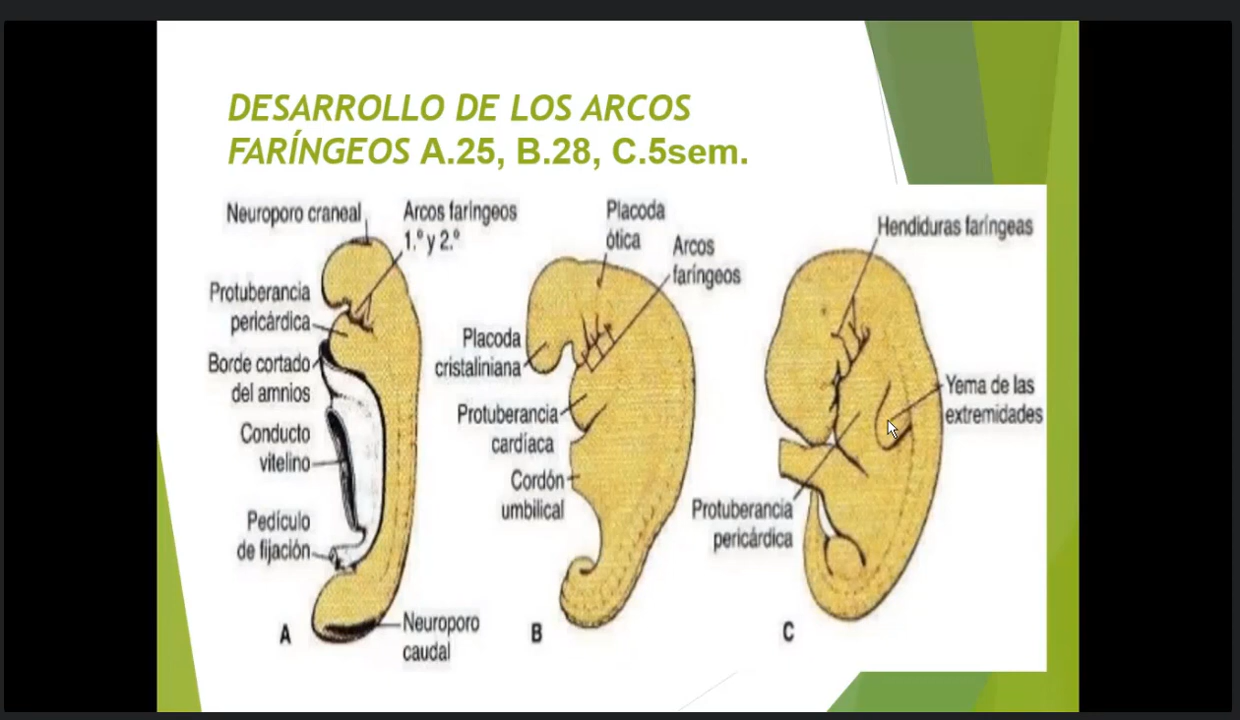 DESARROLLO DE LOS ARCOS
FARÍNGEOS A.25, B.28, C.5sem.
Neuroporo craneal
Arcos faríngeos
1.º y 2.º
Protuberancia
pericárdica
Borde cortado
del amnios
Conducto
vitelino
Pedículo
de fijación
Neuroporo
caudal
A
Placoda
ótica
Arcos
faríngeos
Placoda
cristaliniana
Protuberancia
cardíaca
Cordón
umbilical
B
Hendiduras faríngeas
Yema de las
extremidades
Protuberancia
pericárdica
C